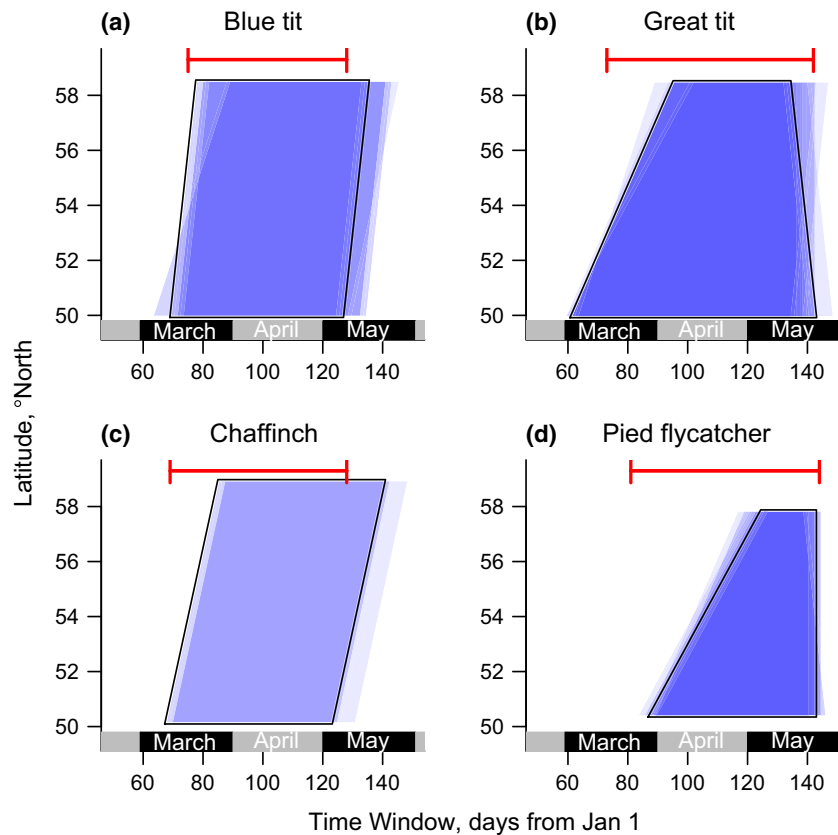 (a) Blue tit
(b) Great tit
58
56
54
52
50
March April May
60 80 100 120 140
58
56
54
52
50
March April May
60 80 100 120 140
Latitude, °North
(c) Chaffinch
(d) Pied flycatcher
58
56
54
52
50
March April May
60 80 100 120 140
58
56
54
52
50
March April May
60 80 100 120 140
Time Window, days from Jan 1